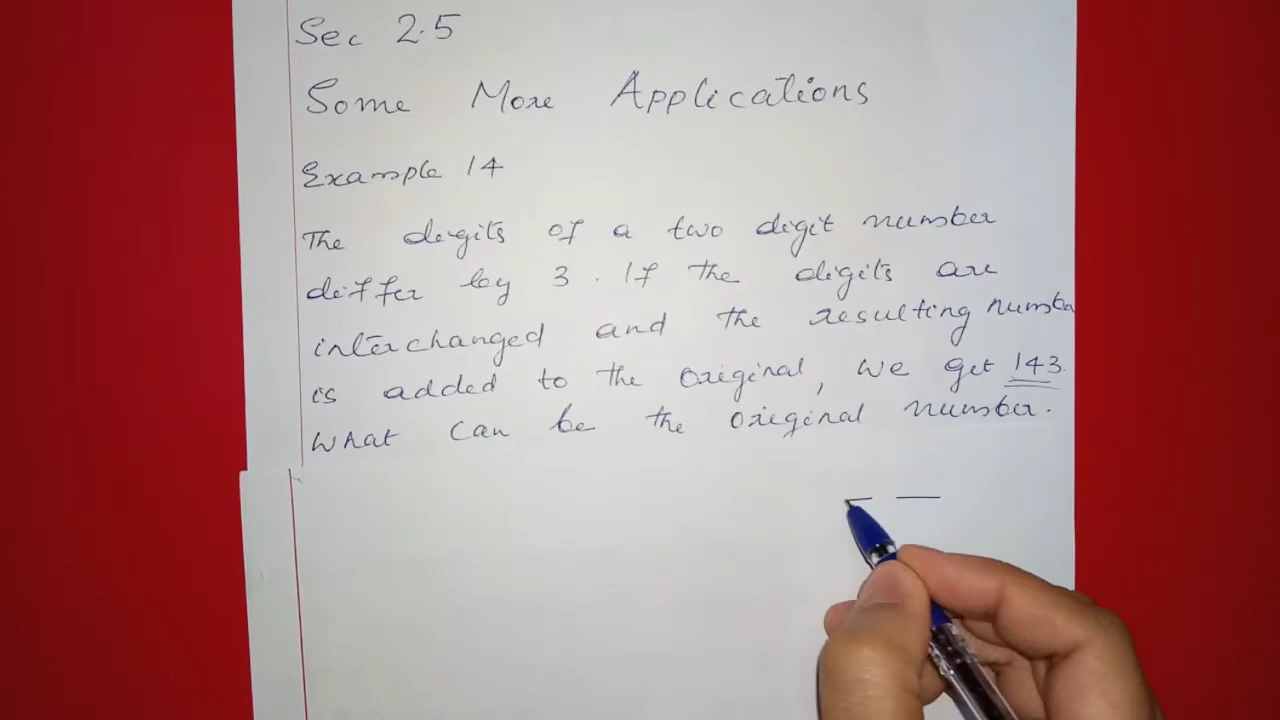 Sec 2.5
Some More Applications
Example 14
The digits of a two digit number
differ by 3. If the digits are
interchanged and the resulting number
is added to the original, we get 143.
What can be the original number.